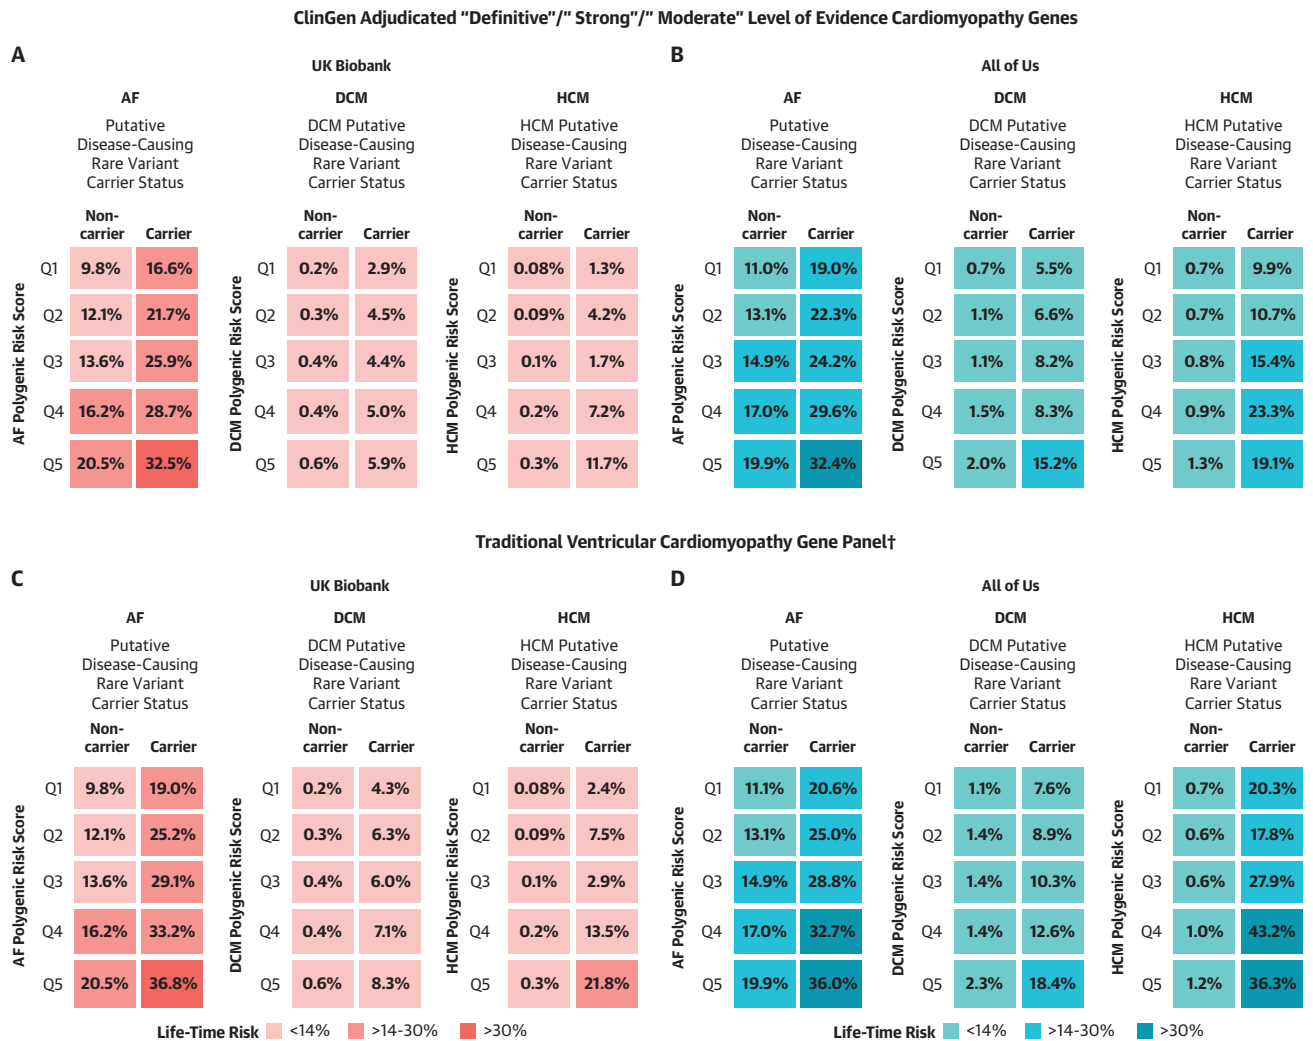 ClinGen Adjudicated “Definitive”/” Strong”/” Moderate” Level of Evidence Cardiomyopathy Genes
A
UK Biobank
AF
Putative
Disease-Causing
Rare Variant
Carrier Status
Non-
carrier Carrier
AF Polygenic Risk Score
Q1 9.8% 16.6%
Q2 12.1% 21.7%
Q3 13.6% 25.9%
Q4 16.2% 28.7%
Q5 20.5% 32.5%
DCM
DCM Putative
Disease-Causing
Rare Variant
Carrier Status
Non-
carrier Carrier
DCM Polygenic Risk Score
Q1 0.2% 2.9%
Q2 0.3% 4.5%
Q3 0.4% 4.4%
Q4 0.4% 5.0%
Q5 0.6% 5.9%
HCM
HCM Putative
Disease-Causing
Rare Variant
Carrier Status
Non-
carrier Carrier
HCM Polygenic Risk Score
Q1 0.08% 1.3%
Q2 0.09% 4.2%
Q3 0.1% 1.7%
Q4 0.2% 7.2%
Q5 0.3% 11.7%
B
All of Us
AF
Putative
Disease-Causing
Rare Variant
Carrier Status
Non-
carrier Carrier
AF Polygenic Risk Score
Q1 11.0% 19.0%
Q2 13.1% 22.3%
Q3 14.9% 24.2%
Q4 17.0% 29.6%
Q5 19.9% 32.4%
DCM
DCM Putative
Disease-Causing
Rare Variant
Carrier Status
Non-
carrier Carrier
DCM Polygenic Risk Score
Q1 0.7% 5.5%
Q2 1.1% 6.6%
Q3 1.1% 8.2%
Q4 1.5% 8.3%
Q5 2.0% 15.2%
HCM
HCM Putative
Disease-Causing
Rare Variant
Carrier Status
Non-
carrier Carrier
HCM Polygenic Risk Score
Q1 0.7% 9.9%
Q2 0.7% 10.7%
Q3 0.8% 15.4%
Q4 0.9% 23.3%
Q5 1.3% 19.1%
Traditional Ventricular Cardiomyopathy Gene Panel†
C
UK Biobank
AF
Putative
Disease-Causing
Rare Variant
Carrier Status
Non-
carrier Carrier
AF Polygenic Risk Score
Q1 9.8% 19.0%
Q2 12.1% 25.2%
Q3 13.6% 29.1%
Q4 16.2% 33.2%
Q5 20.5% 36.8%
DCM
DCM Putative
Disease-Causing
Rare Variant
Carrier Status
Non-
carrier Carrier
DCM Polygenic Risk Score
Q1 0.2% 4.3%
Q2 0.3% 6.3%
Q3 0.4% 6.0%
Q4 0.4% 7.1%
Q5 0.6% 8.3%
HCM
HCM Putative
Disease-Causing
Rare Variant
Carrier Status
Non-
carrier Carrier
HCM Polygenic Risk Score
Q1 0.08% 2.4%
Q2 0.09% 7.5%
Q3 0.1% 2.9%
Q4 0.2% 13.5%
Q5 0.3% 21.8%
Life-Time Risk <14% >14-30% >30%
D
All of Us
AF
Putative
Disease-Causing
Rare Variant
Carrier Status
Non-
carrier Carrier
AF Polygenic Risk Score
Q1 11.1% 20.6%
Q2 13.1% 25.0%
Q3 14.9% 28.8%
Q4 17.0% 32.7%
Q5 19.9% 36.0%
DCM
DCM Putative
Disease-Causing
Rare Variant
Carrier Status
Non-
carrier Carrier
DCM Polygenic Risk Score
Q1 1.1% 7.6%
Q2 1.4% 8.9%
Q3 1.4% 10.3%
Q4 1.4% 12.6%
Q5 2.3% 18.4%
HCM
HCM Putative
Disease-Causing
Rare Variant
Carrier Status
Non-
carrier Carrier
HCM Polygenic Risk Score
Q1 0.7% 20.3%
Q2 0.6% 17.8%
Q3 0.6% 27.9%
Q4 1.0% 43.2%
Q5 1.2% 36.3%
Life-Time Risk <14% >14-30% >30%